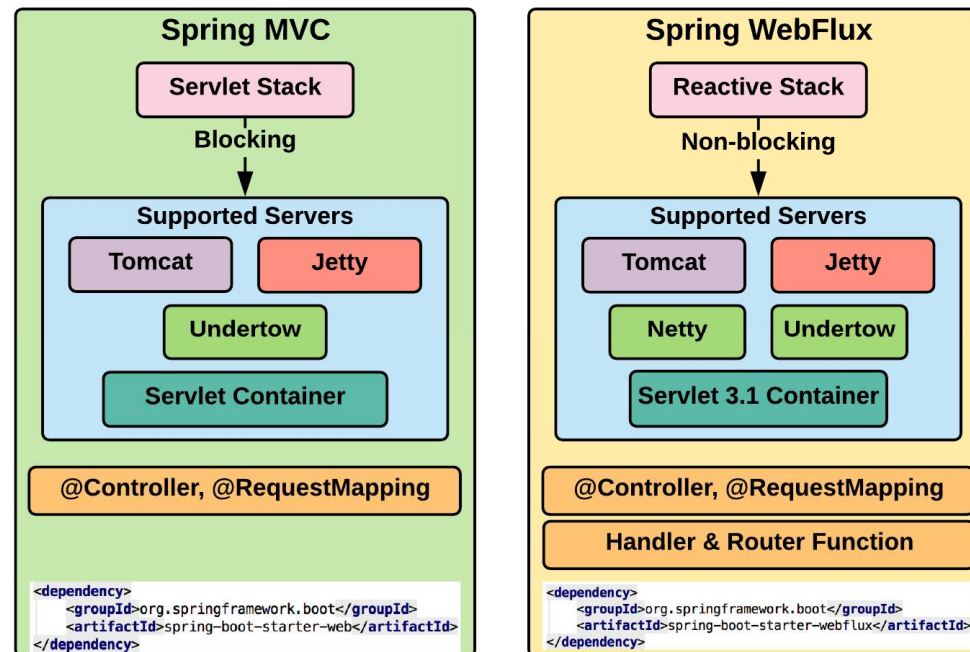 Spring MVC
Servlet Stack
Blocking
Supported Servers
Tomcat
Jetty
Undertow
Servlet Container
@Controller, @RequestMapping
<dependency>
<groupId>org.springframework.boot</groupId>
<artifactId>spring-boot-starter-web</artifactId>
</dependency>
Spring WebFlux
Reactive Stack
Non-blocking
Supported Servers
Tomcat
Jetty
Netty
Undertow
Servlet 3.1 Container
@Controller, @RequestMapping
Handler & Router Function
<dependency>
<groupId>org.springframework.boot</groupId>
<artifactId>spring-boot-starter-webflux</artifactId>
</dependency>